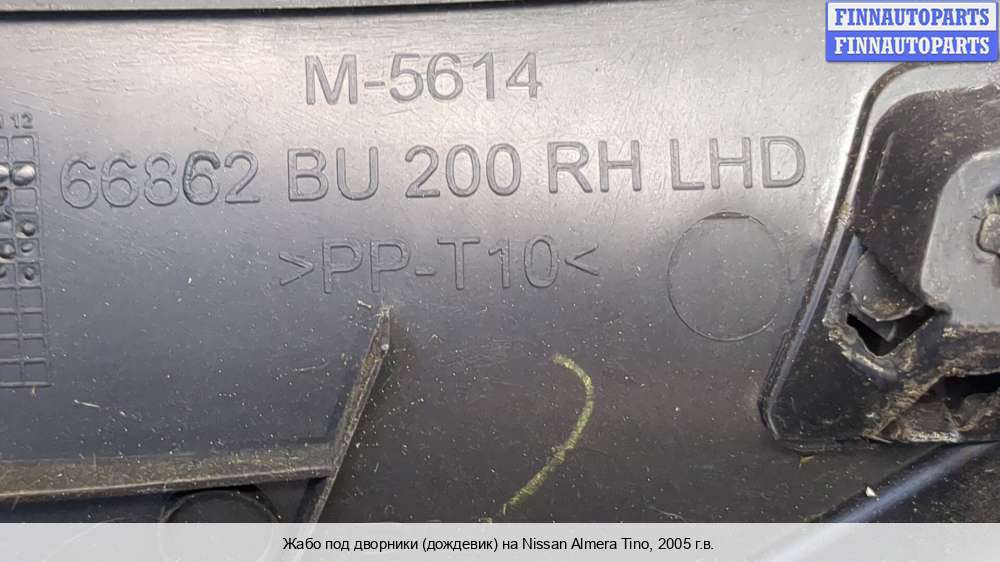 FINNAUTOPARTS
FINNAUTOPARTS
M-5614
12
66862 BU 200 RH LHD
>PP-T10<
Жабо под дворники (дождевик) на Nissan Almera Tino, 2005 г.в.